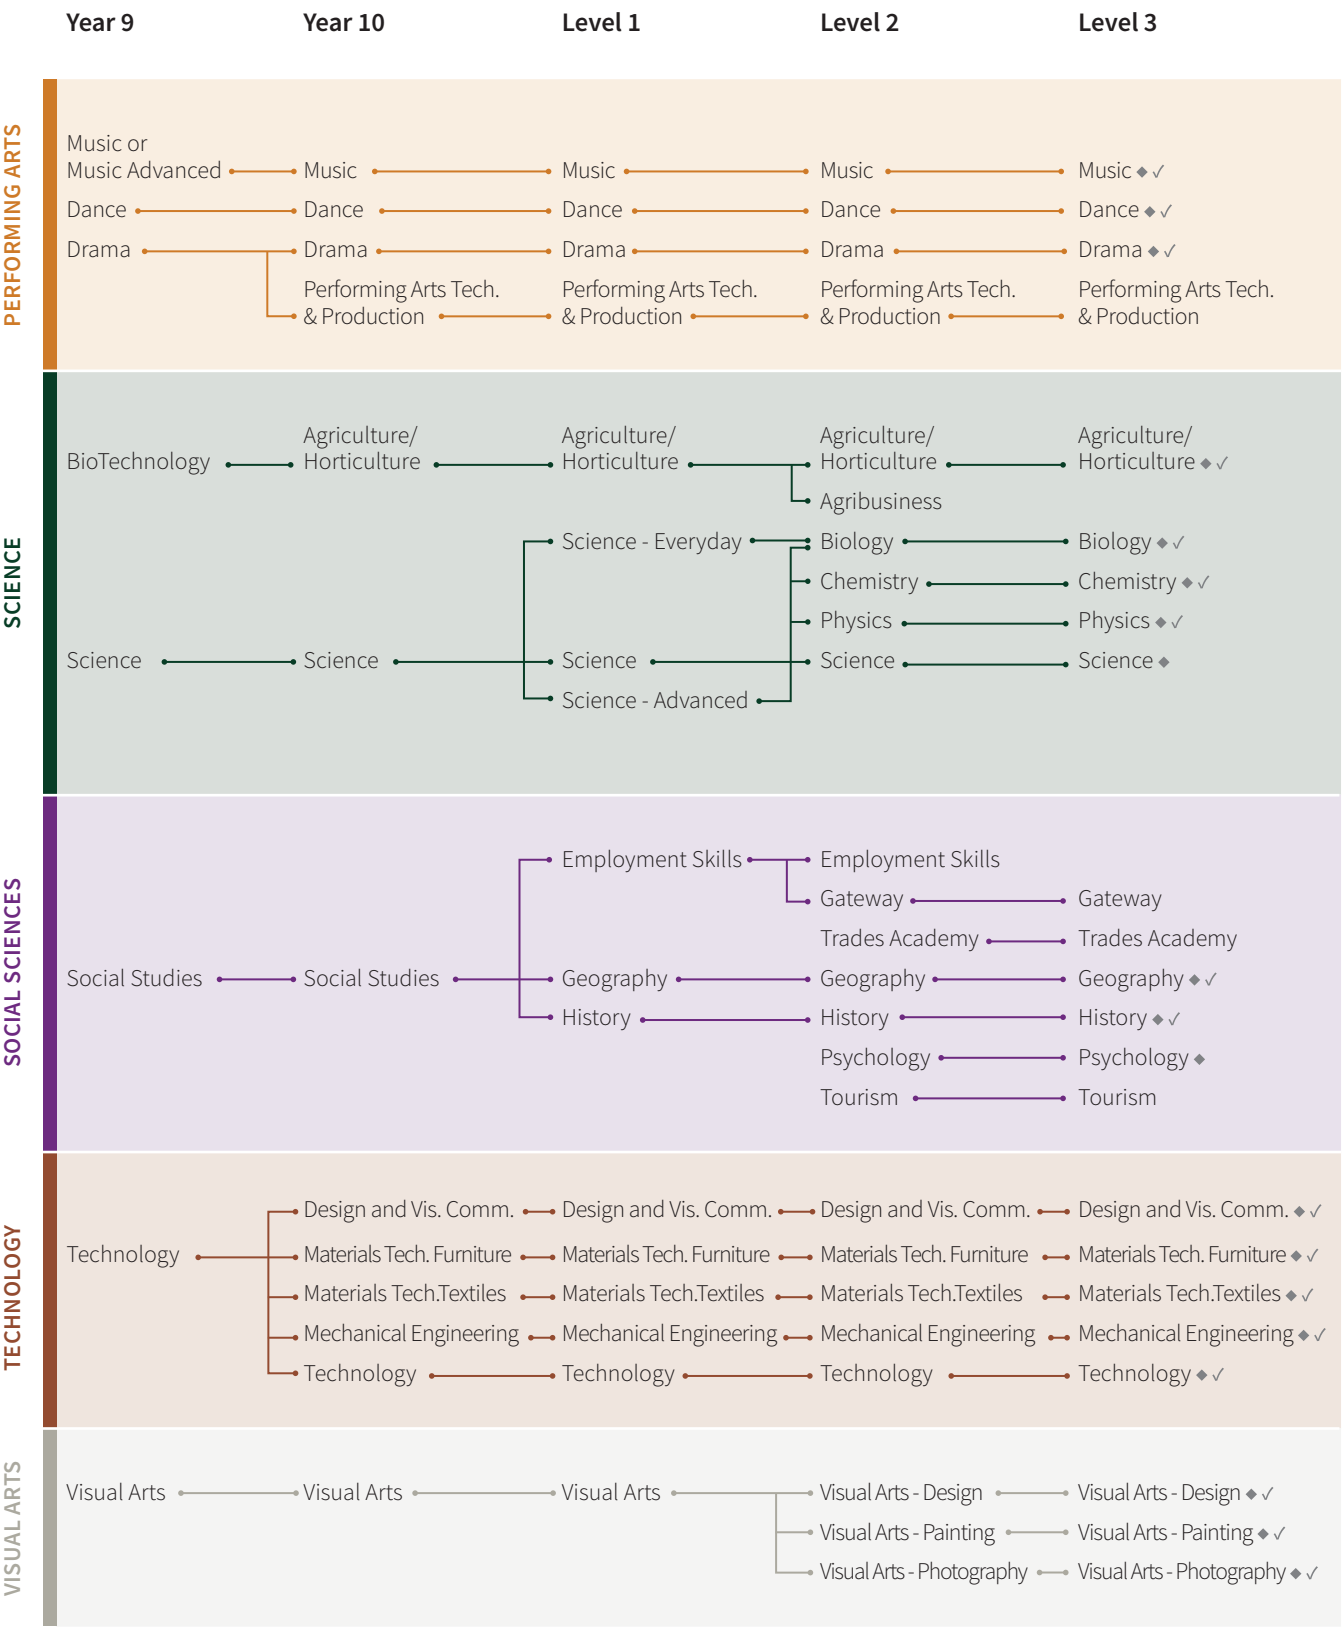 Year 9 Year 10 Level 1 Level 2 Level 3
PERFORMING ARTS
Music or
Music Advanced Music Music Music Music ◆ ✓
Dance Dance Dance Dance Dance ◆ ✓
Drama Drama Drama Drama Drama ◆ ✓
Performing Arts Tech. Performing Arts Tech. Performing Arts Tech. Performing Arts Tech.
& Production & Production & Production & Production
SCIENCE
Agriculture/ Agriculture/ Agriculture/ Agriculture/
BioTechnology Horticulture Horticulture Horticulture Horticulture ◆ ✓
Agribusiness
Science - Everyday Biology Biology ◆ ✓
Chemistry Chemistry ◆ ✓
Physics Physics ◆ ✓
Science Science Science Science Science ◆
Science - Advanced
SOCIAL SCIENCES
Employment Skills Employment Skills
Gateway Gateway
Trades Academy Trades Academy
Social Studies Social Studies Geography Geography Geography ◆ ✓
History History History ◆ ✓
Psychology Psychology ◆
Tourism Tourism
TECHNOLOGY
Design and Vis. Comm. Design and Vis. Comm. Design and Vis. Comm. Design and Vis. Comm. ◆ ✓
Technology Materials Tech. Furniture Materials Tech. Furniture Materials Tech. Furniture Materials Tech. Furniture ◆ ✓
Materials Tech.Textiles Materials Tech.Textiles Materials Tech.Textiles Materials Tech.Textiles ◆ ✓
Mechanical Engineering Mechanical Engineering Mechanical Engineering Mechanical Engineering ◆ ✓
Technology Technology Technology Technology ◆ ✓
VISUAL ARTS
Visual Arts Visual Arts Visual Arts Visual Arts - Design Visual Arts - Design ◆ ✓
Visual Arts - Painting Visual Arts - Painting ◆ ✓
Visual Arts - Photography Visual Arts - Photography ◆ ✓